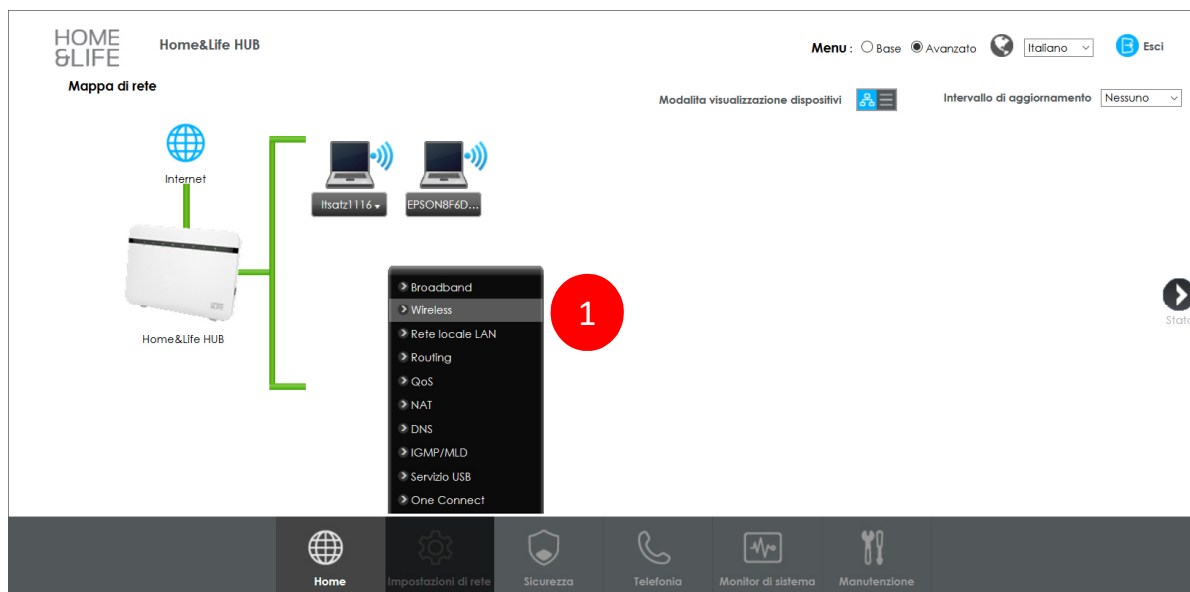 HOME
&LIFE
Home&Life HUB
Menu : Base Avanzato Italiano Esci
Mappa di rete
Modalita visualizzazione dispositivi Intervallo di aggiornamento Nessuno
Internet
Itsatz1116 EPSON8F6D...
Home&Life HUB
Broadband
Wireless
1
Rete locale LAN
Routing
QoS
NAT
DNS
IGMP/MLD
Servizio USB
One Connect
Stato
Home Impostazioni di rete Sicurezza Telefonia Monitor di sistema Manutenzione